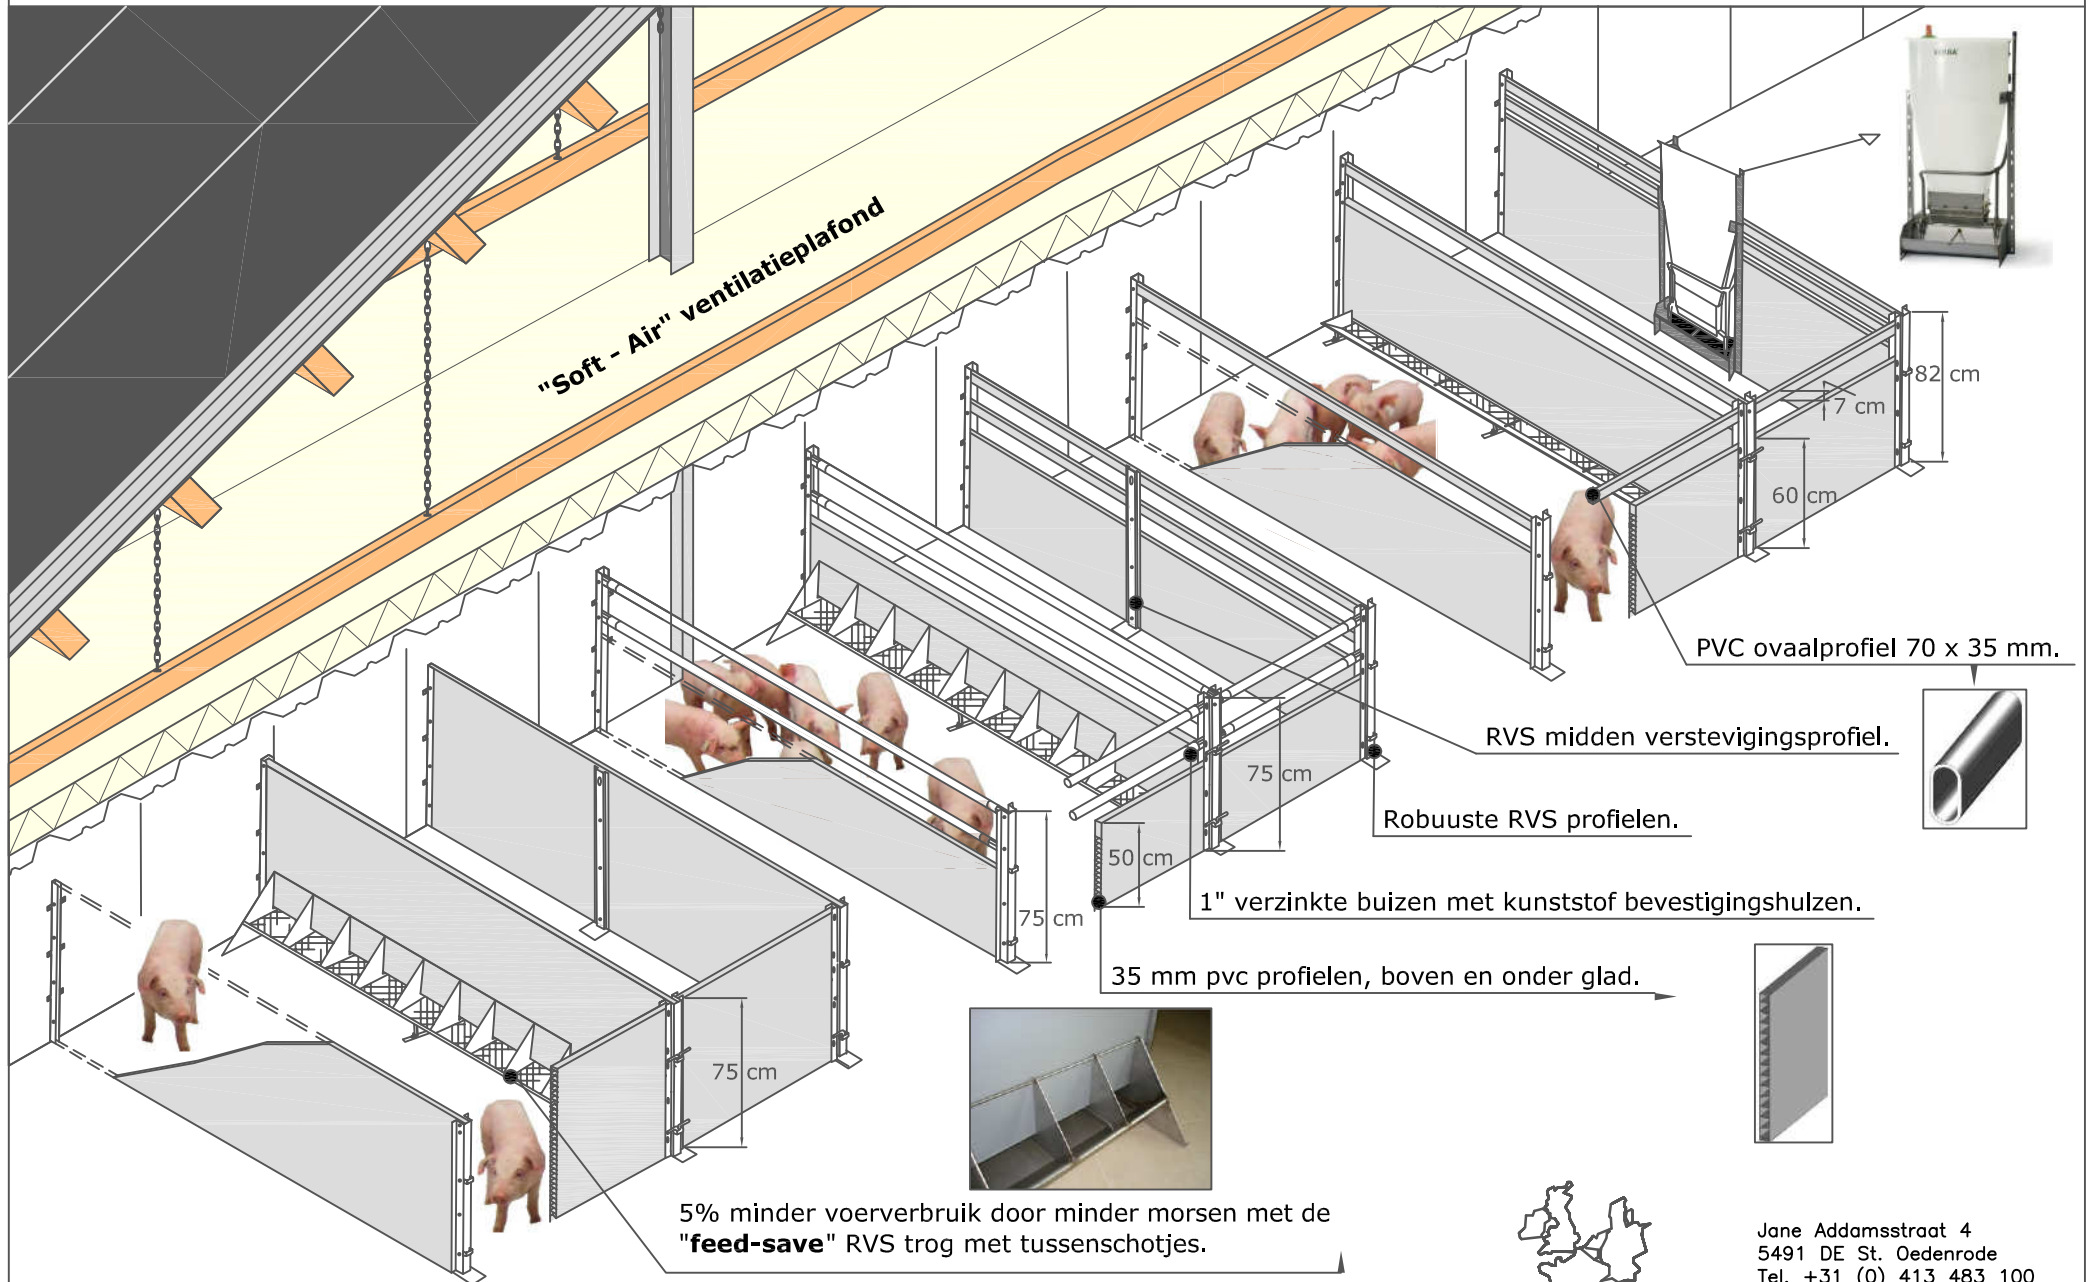 VERBA
"Soft - Air" ventilatieplafond
82 cm
7 cm
60 cm
PVC ovaalprofiel 70 x 35 mm.
RVS midden verstevigingsprofiel.
75 cm
Robuuste RVS profielen.
50 cm
1" verzinkte buizen met kunststof bevestigingshulzen.
75 cm
35 mm pvc profielen, boven en onder glad.
75 cm
5% minder voerverbruik door minder morsen met de
"feed-save" RVS trog met tussenschotjes.
Jane Addamsstraat 4
5491 DE St. Oedenrode
Tel. +31 (0) 413 483 100